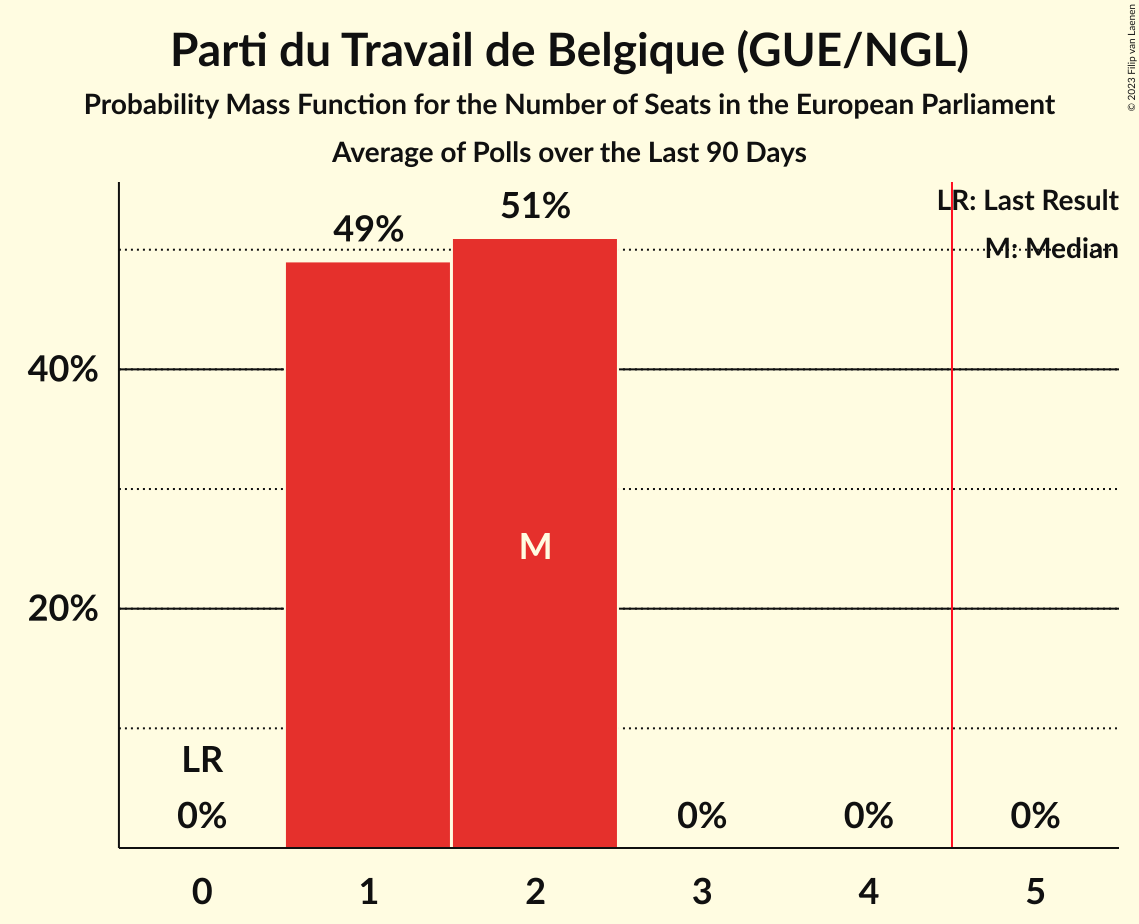 Parti du Travail de Belgique (GUE/NGL)
Probability Mass Function for the Number of Seats in the European Parliament
Average of Polls over the Last 90 Days
© 2023 Filip van Laenen
LR: Last Result
M: Median
49%
51%
40%
20%
M
LR
0%
0%
0%
0%
0
1
2
3
4
5